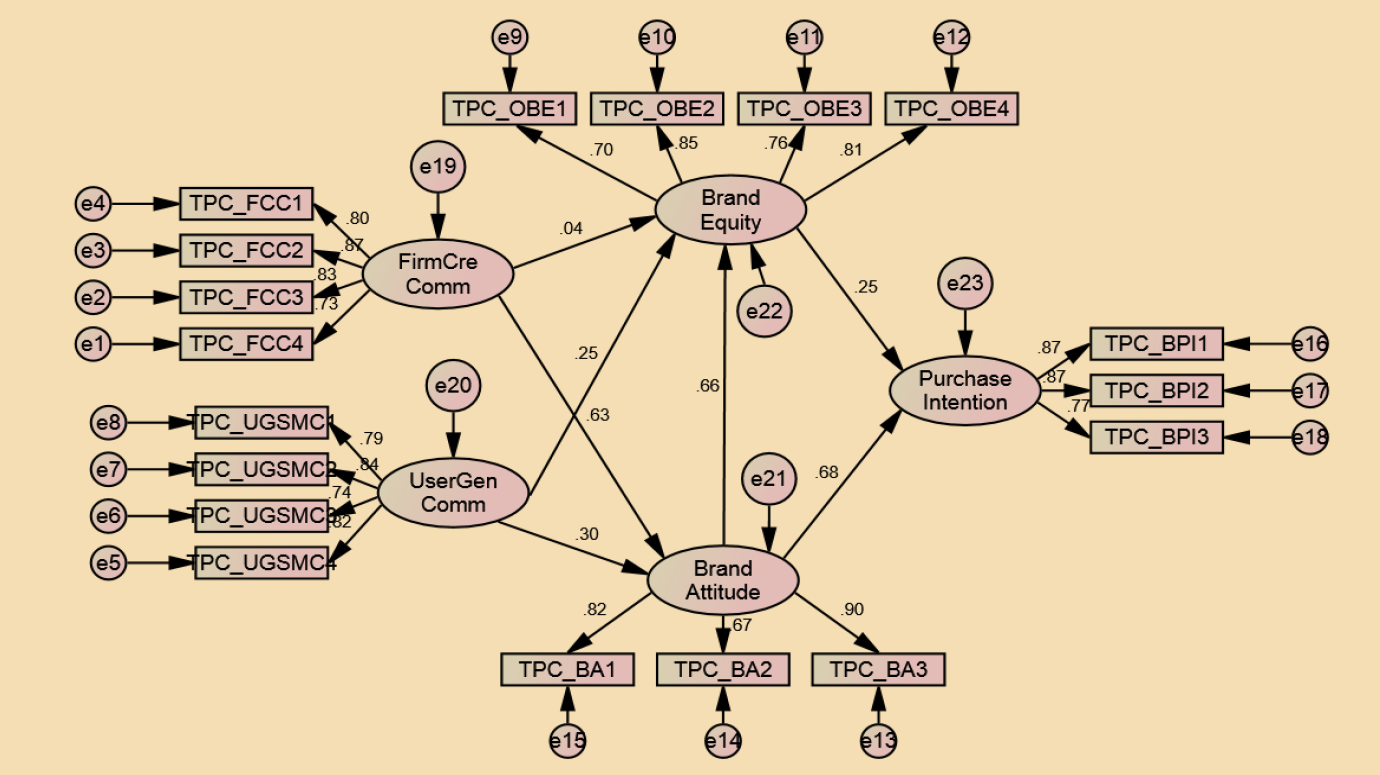 e9
e10
e11
e12
TPC_OBE1
TPC_OBE2
TPC_OBE3
TPC_OBE4
.70
.85
.76
.81
e19
e4
TPC_FCC1
.80
e3
TPC_FCC2
.87
e2
TPC_FCC3
.83
e1
TPC_FCC4
.73
FirmCre
Comm
.04
Brand
Equity
e22
.25
e23
.25
.63
.66
e20
Purchase
Intention
.87
.87
.77
TPC_BPI1
e16
TPC_BPI2
e17
TPC_BPI3
e18
e8
TPC_UGSMC1
.79
e7
TPC_UGSMC2
.84
e6
TPC_UGSMC3
.74
e5
TPC_UGSMC4
.82
UserGen
Comm
.30
e21
.68
Brand
Attitude
.82
.67
.90
TPC_BA1
TPC_BA2
TPC_BA3
e15
e14
e13